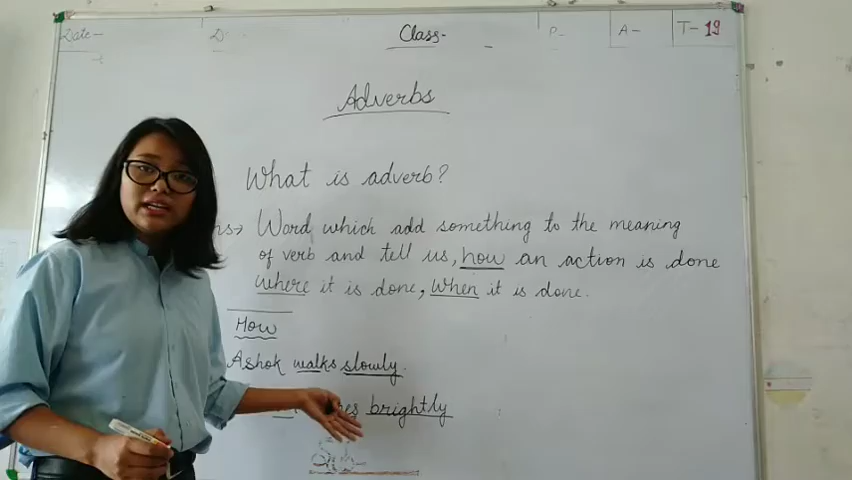 Date- D Class- P- A- T- 19
Adverbs
What is adverb?
Word which add something to the meaning
of verb and tell us, how an action is done
where it is done, When it is done.
How
Ashok walks slowly.
brightly